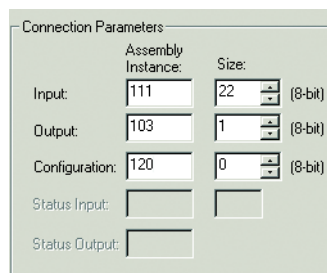 Connection Parameters
Assembly Instance: Size:
Input: 111 22 (8-bit)
Output: 103 1 (8-bit)
Configuration: 120 0 (8-bit)
Status Input:
Status Output: